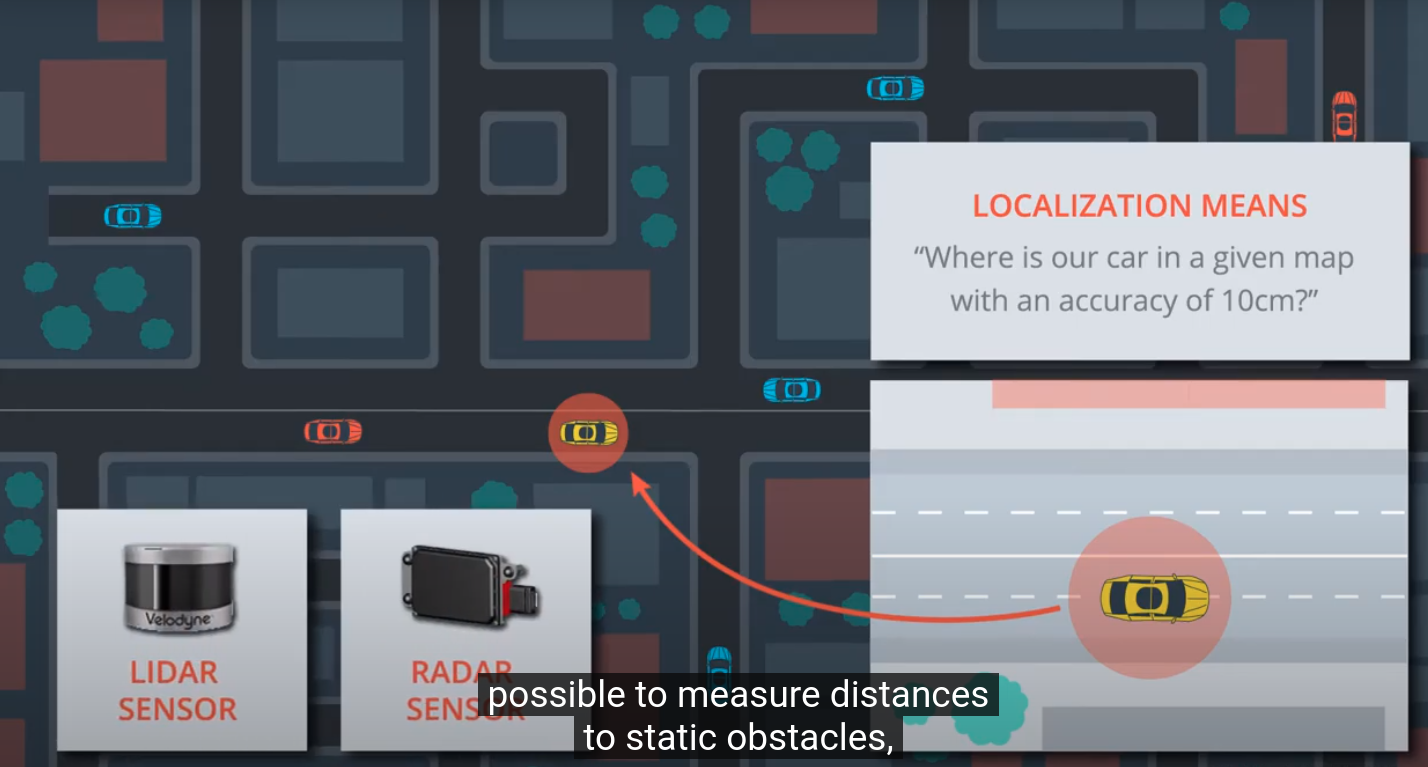 LOCALIZATION MEANS
“Where is our car in a given map
with an accuracy of 10cm?”
Velodyne
LIDAR
SENSOR
RADAR
SENSOR
possible to measure distances
to static obstacles,